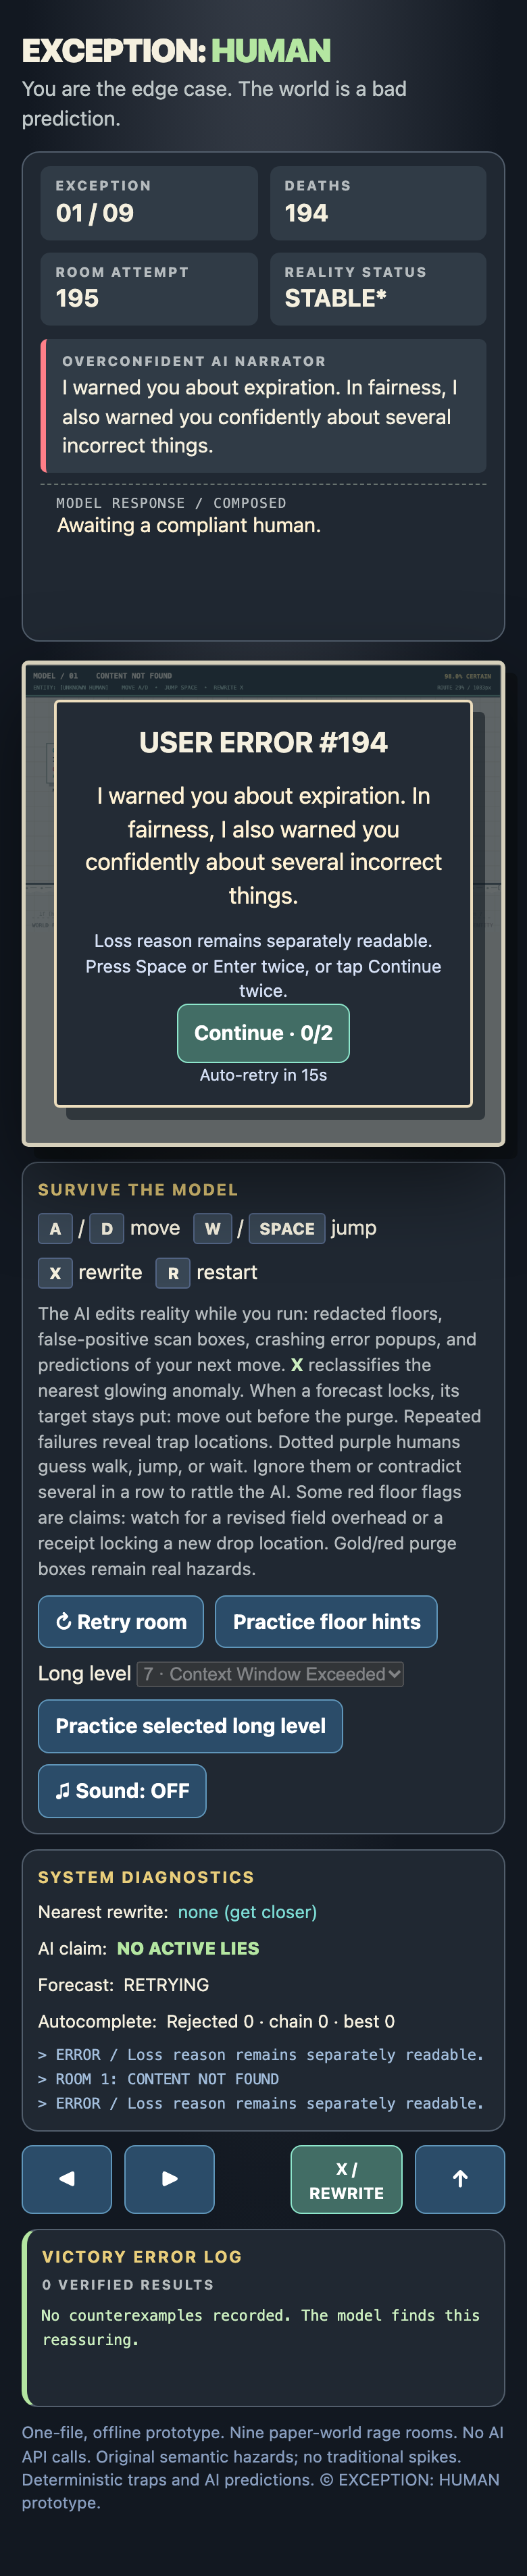 EXCEPTION: HUMAN
You are the edge case. The world is a bad
prediction.
EXCEPTION
01 / 09
DEATHS
194
ROOM ATTEMPT
195
REALITY STATUS
STABLE*
OVERCONFIDENT AI NARRATOR
I warned you about expiration. In fairness, I
also warned you confidently about several
incorrect things.
MODEL RESPONSE / COMPOSED
Awaiting a compliant human.
MODEL / 01 CONTENT NOT FOUND
98.0% CERTAIN
MOVE A/D • JUMP SPACE • REWRITE X
USER ERROR #194
I warned you about expiration. In
fairness, I also warned you
confidently about several incorrect
things.
Loss reason remains separately readable.
Press Space or Enter twice, or tap Continue
twice.
Continue · 0/2
Auto-retry in 15s
SURVIVE THE MODEL
A / D move W / SPACE jump
X rewrite R restart
The AI edits reality while you run: redacted floors,
false-positive scan boxes, crashing error popups, and
predictions of your next move. X reclassifies the
nearest glowing anomaly. When a forecast locks, its
target stays put: move out before the purge. Repeated
failures reveal trap locations. Dotted purple humans
guess walk, jump, or wait. Ignore them or contradict
several in a row to rattle the AI. Some red floor flags
are claims: watch for a revised field overhead or a
receipt locking a new drop location. Gold/red purge
boxes remain real hazards.
↻ Retry room
Practice floor hints
Long level 7 · Context Window Exceeded
Practice selected long level
♫ Sound: OFF
SYSTEM DIAGNOSTICS
Nearest rewrite: none (get closer)
AI claim: NO ACTIVE LIES
Forecast: RETRYING
Autocomplete: Rejected 0 · chain 0 · best 0
> ERROR / Loss reason remains separately readable.
> ROOM 1: CONTENT NOT FOUND
> ERROR / Loss reason remains separately readable.
◀ ▶ X / ↑
REWRITE
VICTORY ERROR LOG
0 VERIFIED RESULTS
No counterexamples recorded. The model finds this
reassuring.
One-file, offline prototype. Nine paper-world rage rooms. No AI
API calls. Original semantic hazards; no traditional spikes.
Deterministic traps and AI predictions. © EXCEPTION: HUMAN
prototype.